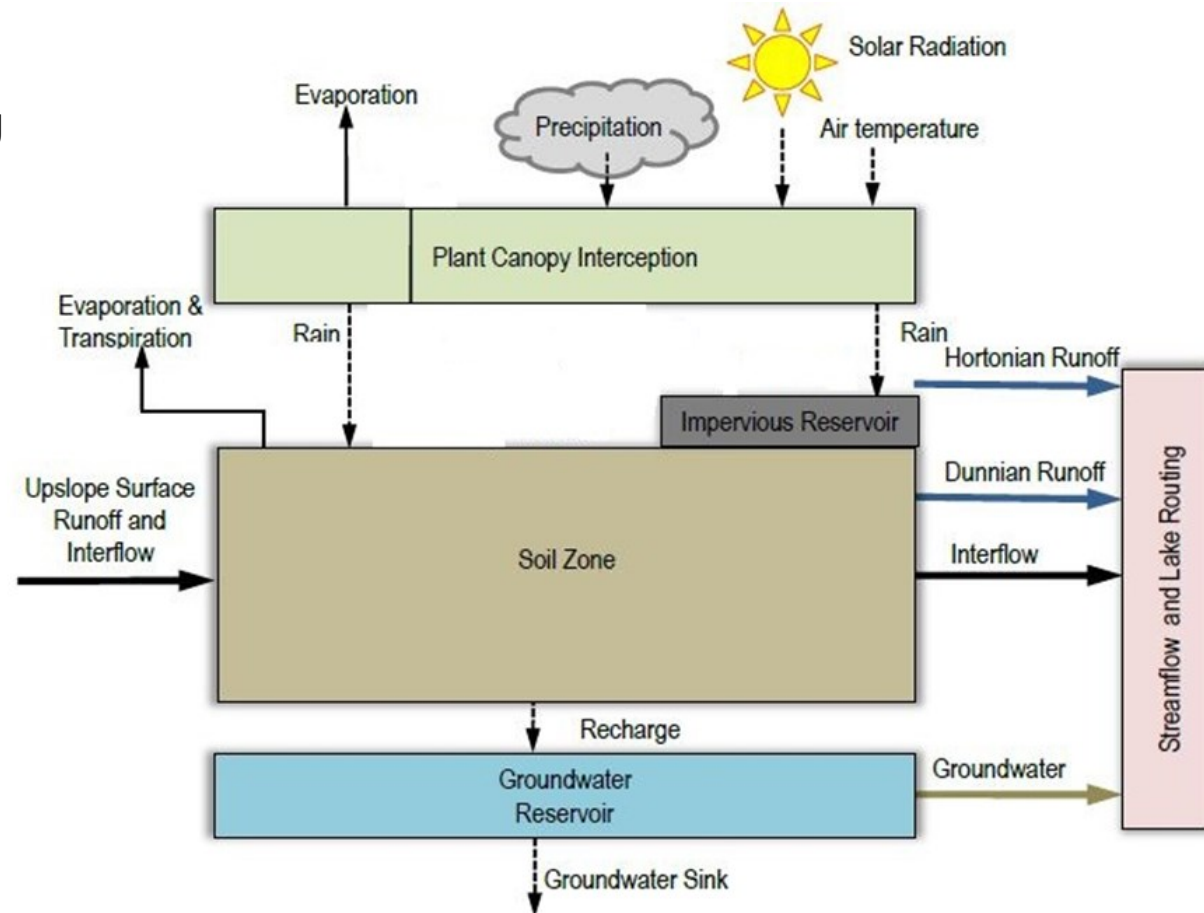 Solar Radiation
Evaporation
Precipitation
Air temperature
Plant Canopy Interception
Evaporation &
Transpiration
Rain
Rain
Hortonian Runoff
Impervious Reservoir
Upslope Surface
Runoff and
Interflow
Dunnian Runoff
Soil Zone
Interflow
Streamflow and Lake Routing
Recharge
Groundwater
Reservoir
Groundwater
Groundwater Sink